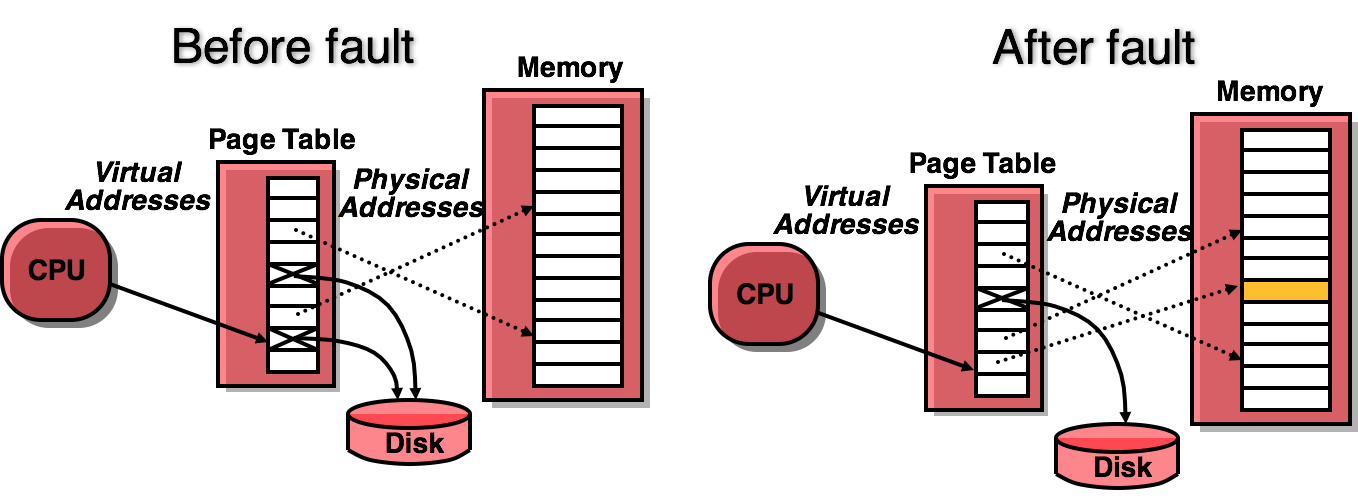 Before fault
Memory
Page Table
Virtual
Addresses
Physical
Addresses
CPU
Disk
After fault
Memory
Page Table
Virtual
Addresses
Physical
Addresses
CPU
Disk